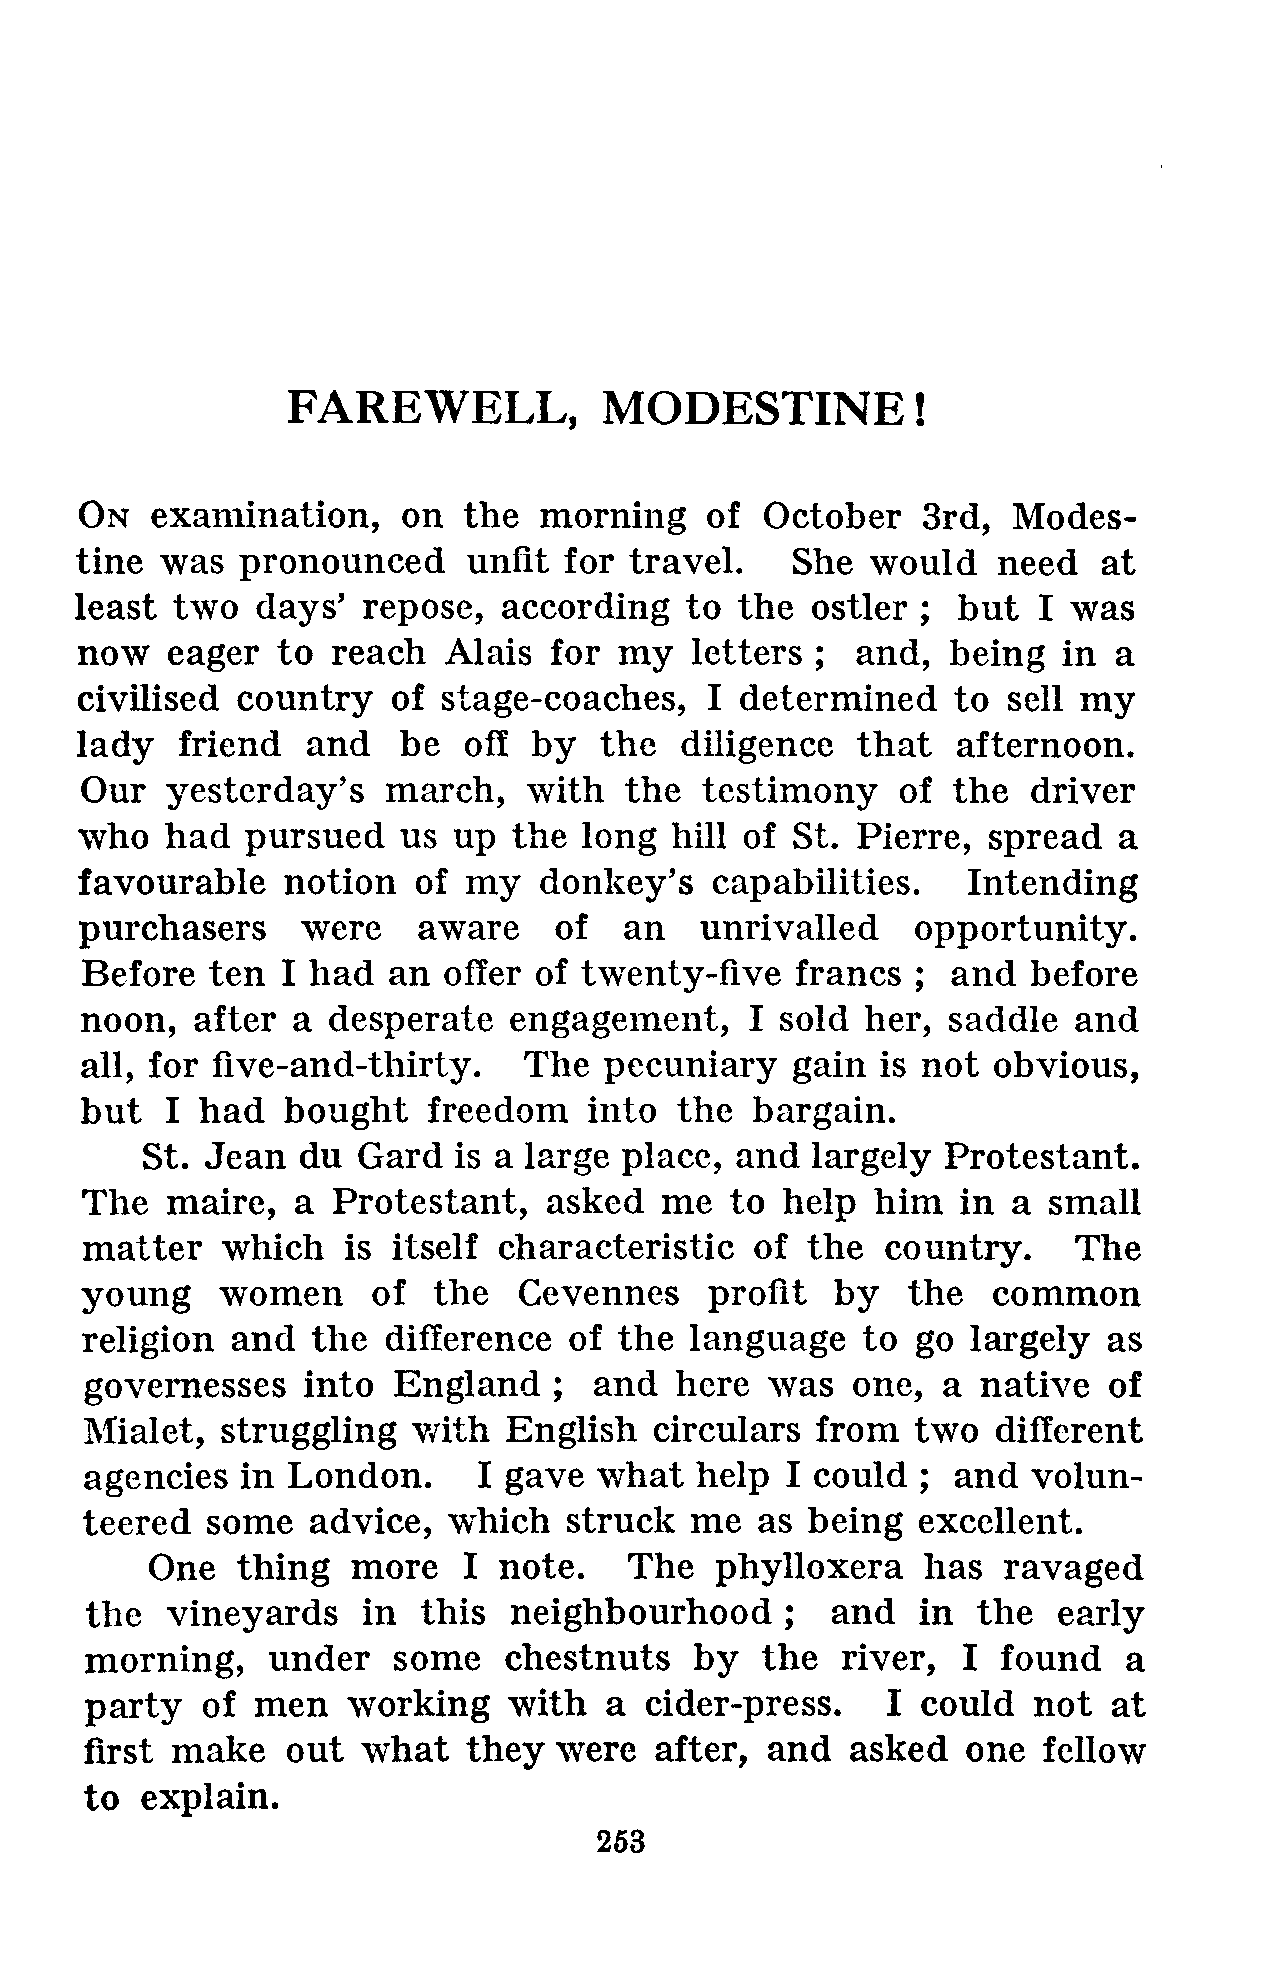 FAREWELL, MODESTINE!
ON examination, on the morning of October 3rd, Modes-
tine was pronounced unfit for travel. She would need at
least two days' repose, according to the ostler ; but I was
now eager to reach Alais for my letters ; and, being in a
civilised country of stage-coaches, I determined to sell my
lady friend and be off by the diligence that afternoon.
Our yesterday's march, with the testimony of the driver
who had pursued us up the long hill of St. Pierre, spread a
favourable notion of my donkey's capabilities. Intending
purchasers were aware of an unrivalled opportunity.
Before ten I had an offer of twenty-five francs ; and before
noon, after a desperate engagement, I sold her, saddle and
all, for five-and-thirty. The pecuniary gain is not obvious,
but I had bought freedom into the bargain.
St. Jean du Gard is a large place, and largely Protestant.
The maire, a Protestant, asked me to help him in a small
matter which is itself characteristic of the country. The
young women of the Cevennes profit by the common
religion and the difference of the language to go largely as
governesses into England ; and here was one, a native of
Mialet, struggling with English circulars from two different
agencies in London. I gave what help I could ; and volun-
teered some advice, which struck me as being excellent.
One thing more I note. The phylloxera has ravaged
the vineyards in this neighbourhood ; and in the early
morning, under some chestnuts by the river, I found a
party of men working with a cider-press. I could not at
first make out what they were after, and asked one fellow
to explain.
253